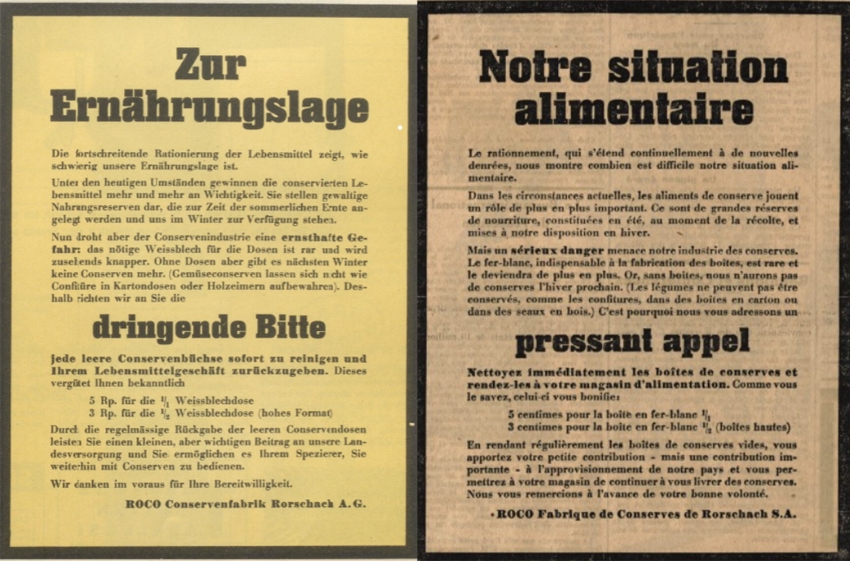 Zur
Ernährungslage
Die fortschreitende Rationierung der Lebensmittel zeigt, wie
schwierig unsere Ernährungslage ist.
Unter den heutigen Umständen gewinnen die conservierten Le-
bensmittel mehr und mehr an Wichtigkeit. Sie stellen gewaltige
Nahrungsreserven dar, die zur Zeit der sommerlichen Ernte an-
gelegt werden und uns im Winter zur Verfügung stehen.
Nun droht aber der Conservenindustrie eine ernsthafte Ge-
fahr: das nötige Weissblech für die Dosen ist rar und wird
zusehends knapper. Ohne Dosen aber gibt es nächsten Winter
keine Conserven mehr. (Gemüseconserven lassen sich nicht wie
Confitüre in Kartondosen oder Holzeimern aufbewahren). Des-
halb richten wir an Sie die
dringende Bitte
jede leere Conservenbüchse sofort zu reinigen und
Ihrem Lebensmittelgeschäft zurückzugeben. Dieses
vergütet Ihnen bekanntlich
5 Rp. für die 1/1 Weissblechdose
3 Rp. für die 1/2 Weissblechdose (hohes Format)
Durch die regelmässige Rückgabe der leeren Conservendosen
leisten Sie einen kleinen, aber wichtigen Beitrag an unsere Lan-
desversorgung und Sie ermöglichen es Ihrem Spezierer, Sie
weiterhin mit Conserven zu bedienen.
Wir danken im voraus für Ihre Bereitwilligkeit.
ROCO Conservenfabrik Rorschach A.G.
Notre situation
alimentaire
Le rationnement, qui s'étend continuellement à de nouvelles
denrées, nous montre combien est difficile notre situation ali-
mentaire.
Dans les circonstances actuelles, les aliments de conserve jouent
un rôle de plus en plus important. Ce sont de grandes réserves
de nourriture, constituées en été, au moment de la récolte, et
mises à notre disposition en hiver.
Mais un sérieux danger menace notre industrie des conserves.
Le fer-blanc, indispensable à la fabrication des boîtes, est rare et
le deviendra de plus en plus. Or, sans boîtes, nous n'aurons pas
de conserves l'hiver prochain. (Les légumes ne peuvent pas être
conservés, comme les confitures, dans des boîtes en carton ou
dans des seaux en bois.) C'est pourquoi nous vous adressons un
pressant appel
Nettoyez immédiatement les boîtes de conserves et
rendez-les à votre magasin d'alimentation. Comme vous
le savez, celui-ci vous bonifie:
5 centimes pour la boîte en fer-blanc 1/1
3 centimes pour la boîte en fer-blanc 1/2 (boîtes hautes)
En rendant régulièrement les boîtes de conserves vides, vous
apportez votre petite contribution - mais une contribution im-
portante - à l'approvisionnement de notre pays et vous per-
mettrez à votre magasin de continuer à vous livrer des conserves.
Nous vous remercions à l'avance de votre bonne volonté.
ROCO Fabrique de Conserves de Rorschach S.A.